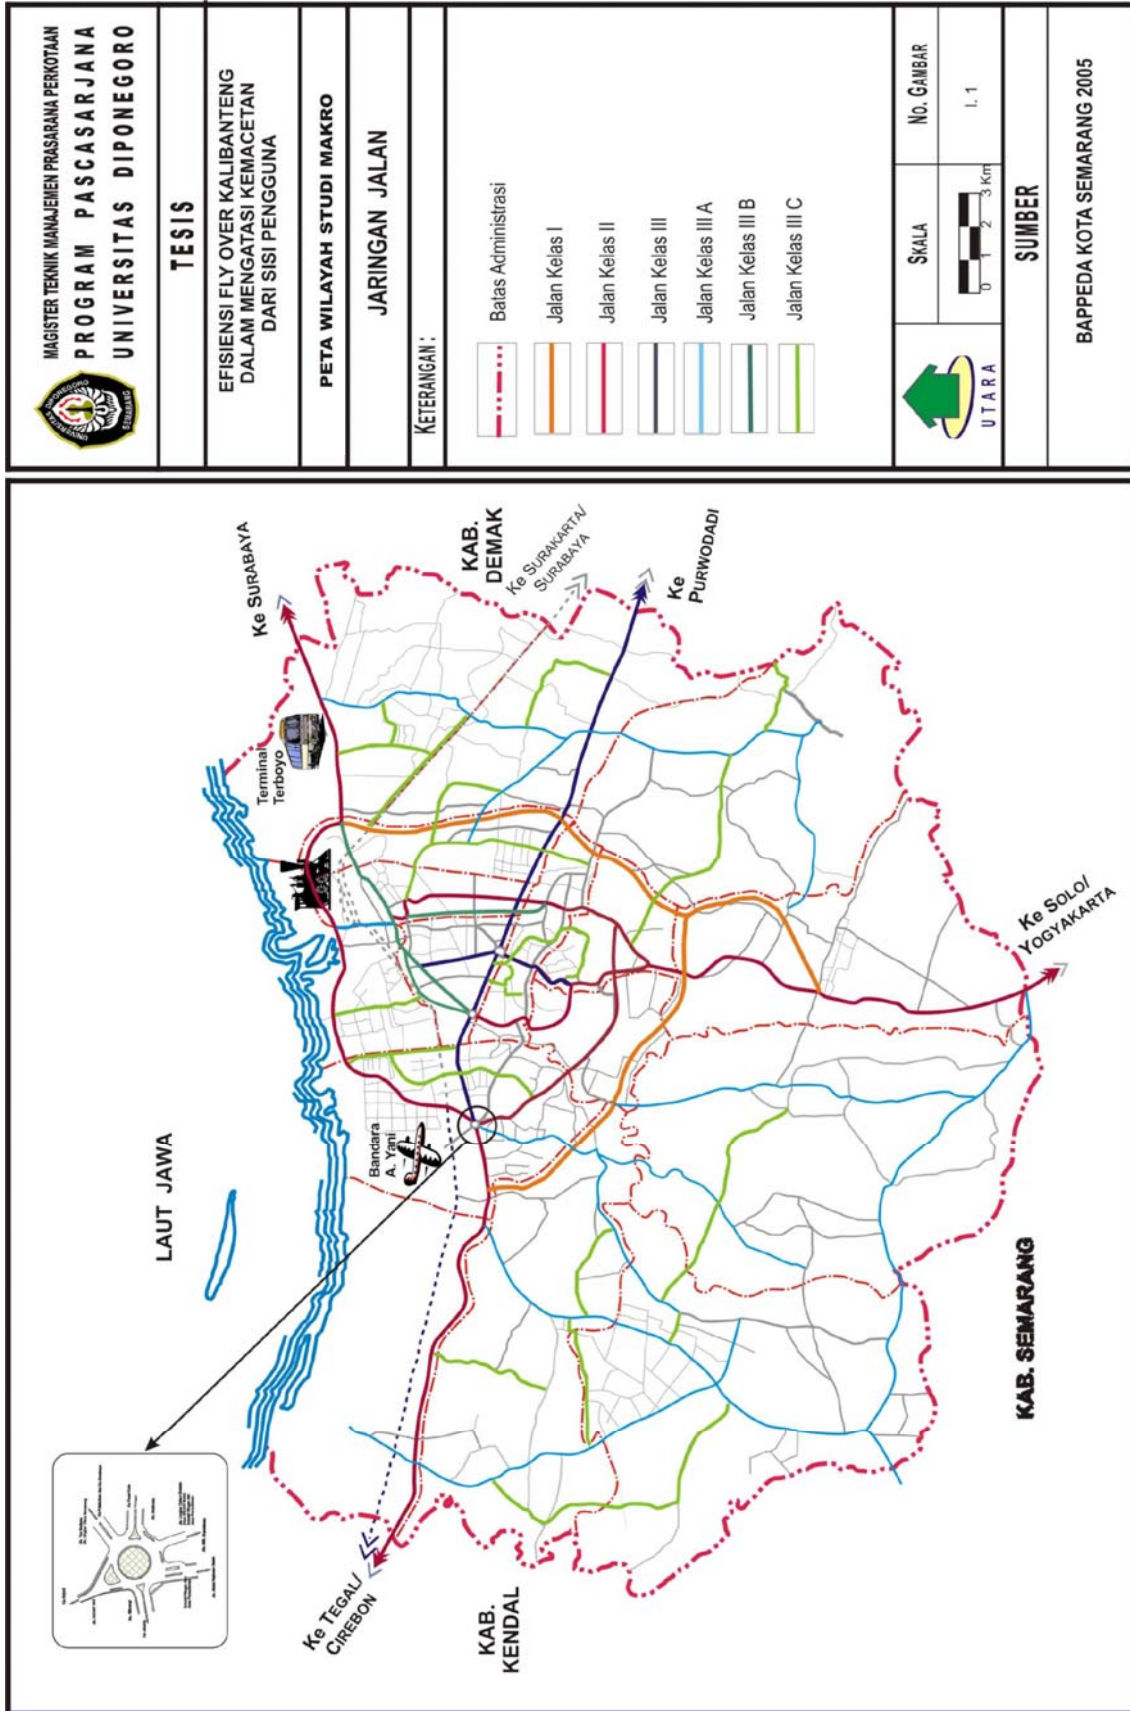 MAGISTER TEKNIK MANAJEMEN PRASARANA PERKOTAAN
PROGRAM PASCASARJANA
UNIVERSITAS DIPONEGORO
UNIVERSITAS DIPONEGORO
SEMARANG
TESIS
EFISIENSI FLY OVER KALIBANTENG
DALAM MENGATASI KEMACETAN
DARI SISI PENGGUNA
PETA WILAYAH STUDI MAKRO
JARINGAN JALAN
KETERANGAN :
Batas Administrasi
Jalan Kelas I
Jalan Kelas II
Jalan Kelas III
Jalan Kelas III A
Jalan Kelas III B
Jalan Kelas III C
UTARA
SKALA
0 1 2 3 Km
No. GAMBAR
I. 1
SUMBER
BAPPEDA KOTA SEMARANG 2005
LAUT JAWA
Ke SURABAYA
Terminal
Terboyo
KAB.
DEMAK
Ke SURAKARTA/
SURABAYA
Ke
PURWODADI
Bandara
A. Yani
Ke TEGAL/
CIREBON
KAB.
KENDAL
Ke SOLO/
YOGYAKARTA
KAB. SEMARANG